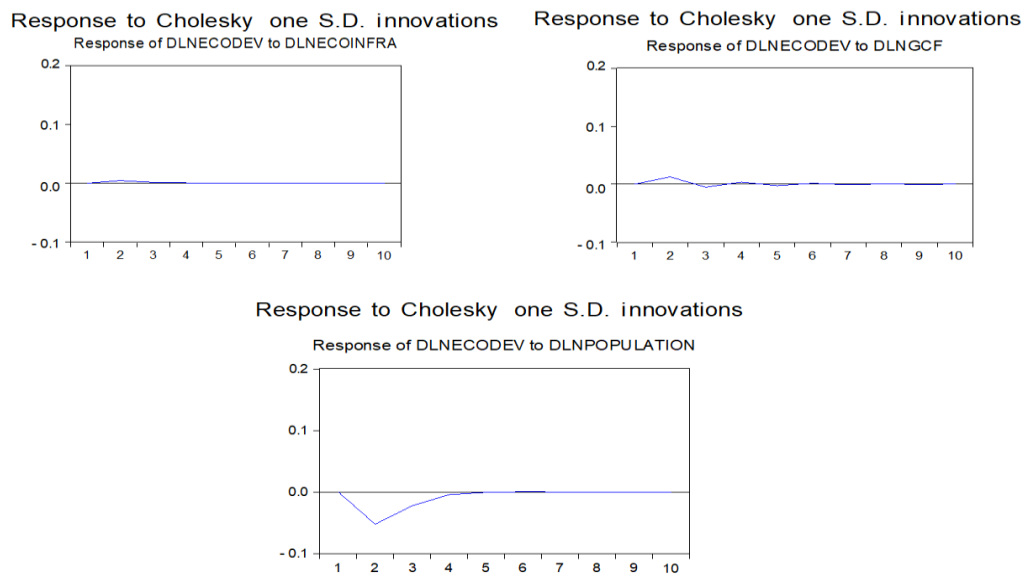 Response to Cholesky one S.D. innovations
Response of DLNECODEV to DLNECOINFRA
0.2
0.1
0.0
- 0.1
1 2 3 4 5 6 7 8 9 10
Response to Cholesky one S.D. innovations
Response of DLNECODEV to DLNGCF
0.2
0.1
0.0
- 0.1
1 2 3 4 5 6 7 8 9 10
Response to Cholesky one S.D. innovations
Response of DLNECODEV to DLNPOPULATION
0.2
0.1
0.0
- 0.1
1 2 3 4 5 6 7 8 9 10